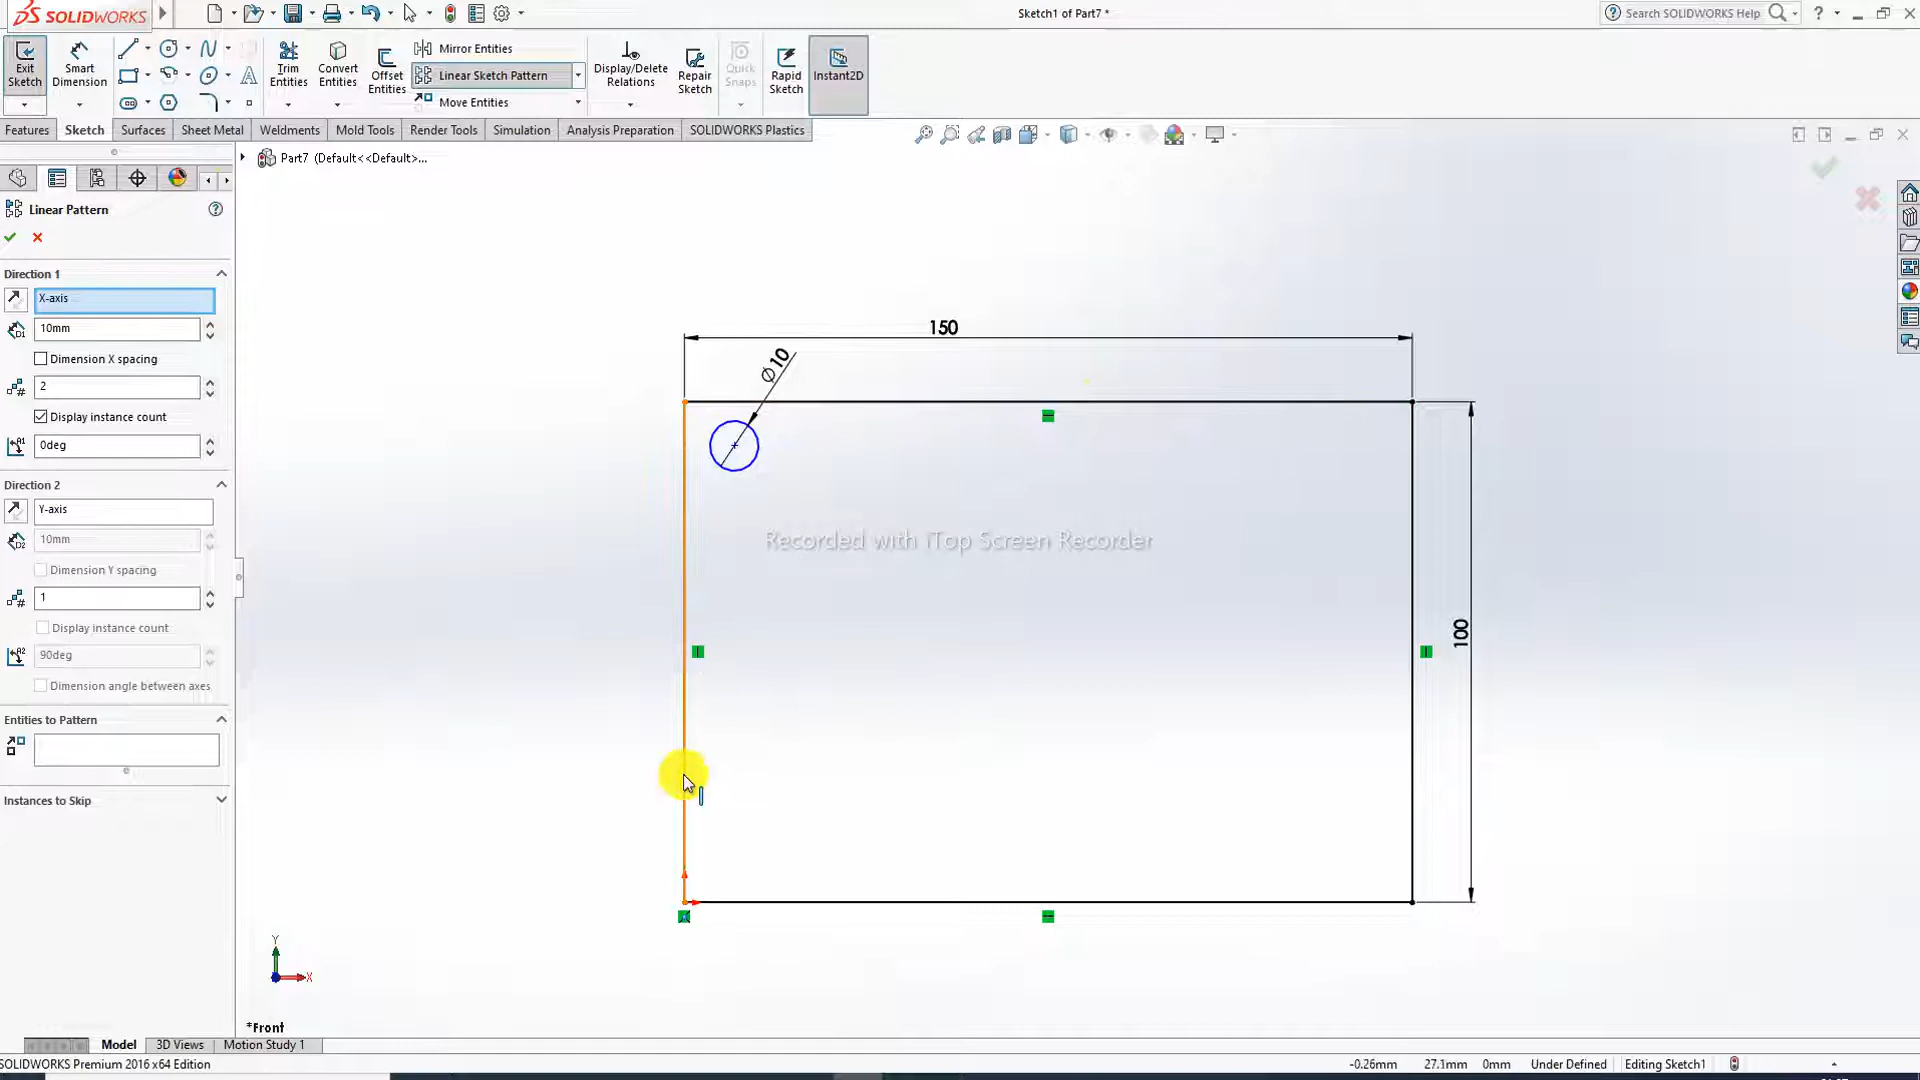 SOLIDWORKS
Sketch1 of Part7 *
Search SOLIDWORKS Help
Exit Sketch
Smart Dimension
Trim Entities
Convert Entities
Offset Entities
Mirror Entities
Linear Sketch Pattern
Move Entities
Display/Delete Relations
Repair Sketch
Quick Snaps
Rapid Sketch
Instant2D
Features
Sketch
Surfaces
Sheet Metal
Weldments
Mold Tools
Render Tools
Simulation
Analysis Preparation
SOLIDWORKS Plastics
Part7 (Default<<Default>...
Linear Pattern
Direction 1
X-axis
10mm
Dimension X spacing
2
Display instance count
0deg
Direction 2
Y-axis
10mm
Dimension Y spacing
1
Display instance count
90deg
Dimension angle between axes
Entities to Pattern
Instances to Skip
150
Ø10
100
Recorded with iTop Screen Recorder
Y
X
*Front
Model
3D Views
Motion Study 1
SOLIDWORKS Premium 2016 x64 Edition
-0.26mm
27.1mm
0mm
Under Defined
Editing Sketch1